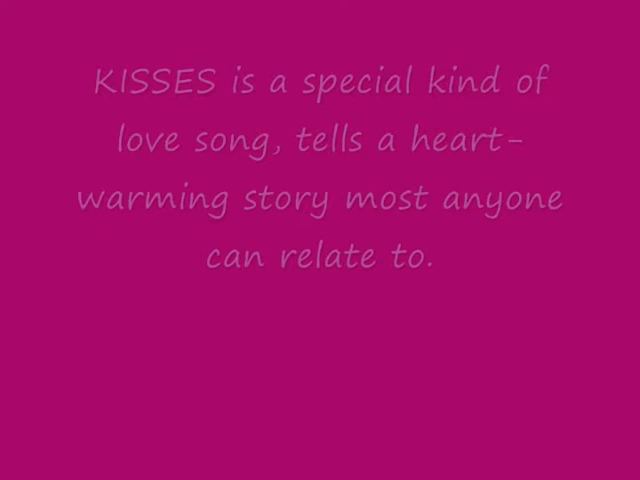 KISSES is a special kind of
love song, tells a heart-
warming story most anyone
can relate to.